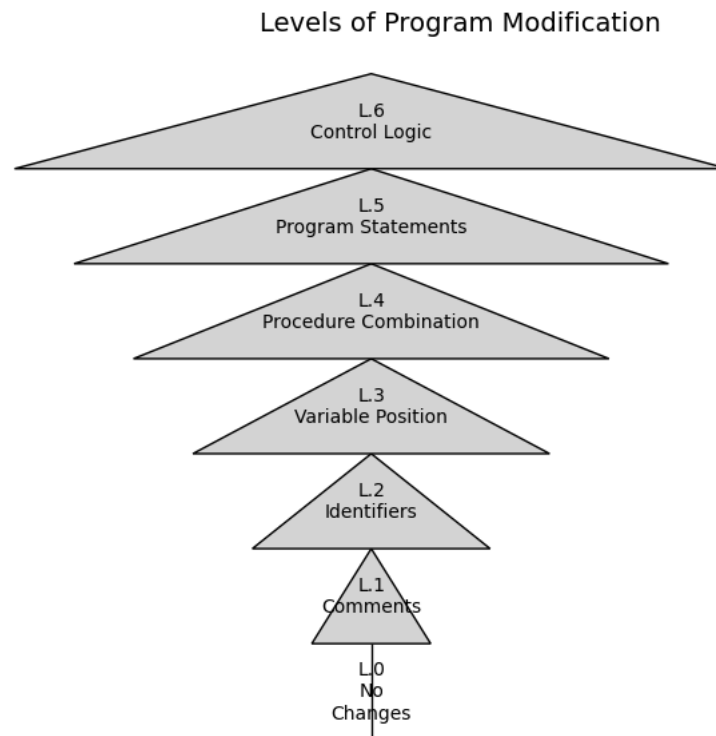 Levels of Program Modification
L.6
Control Logic
L.5
Program Statements
L.4
Procedure Combination
L.3
Variable Position
L.2
Identifiers
L.1
Comments
L.0
No
Changes